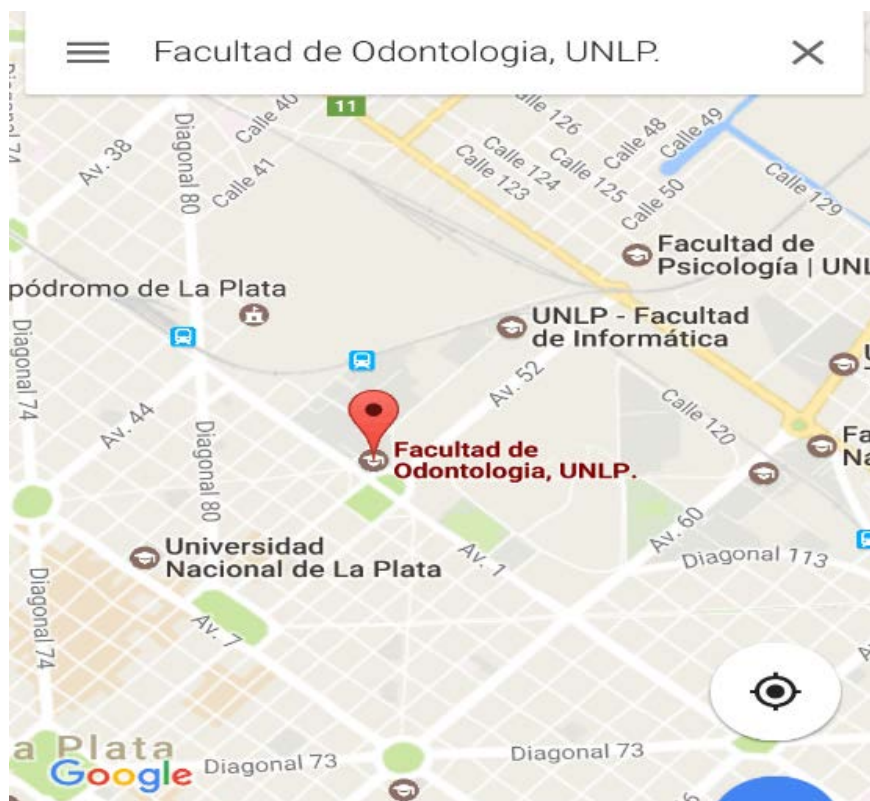 Facultad de Odontologia, UNLP.
11
Calle 40
Calle 126
Calle 48
Calle 49
Diagonal 80
Av. 38
Calle 41
Calle 124
Calle 123
Calle 125
Calle 50
Calle 129
Facultad de
Psicología | UNL
pódromo de La Plata
UNLP - Facultad
de Informática
Diagonal 74
Av. 44
Av. 52
Calle 120
Diagonal 80
Facultad de
Odontologia, UNLP.
Fa
Na
Universidad
Nacional de La Plata
Av. 1
Av. 60
Diagonal 113
Diagonal 74
Av. 7
a Plata
Google
Diagonal 73
Diagonal 73